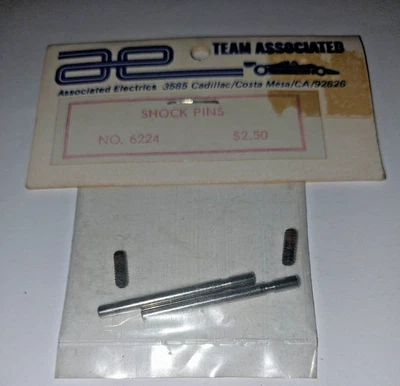 ae TEAM ASSOCIATED
Associated Electrics 3585 Cadillac/Costa Mesa/CA/92626
SHOCK PINS
NO. 6224 $2.50